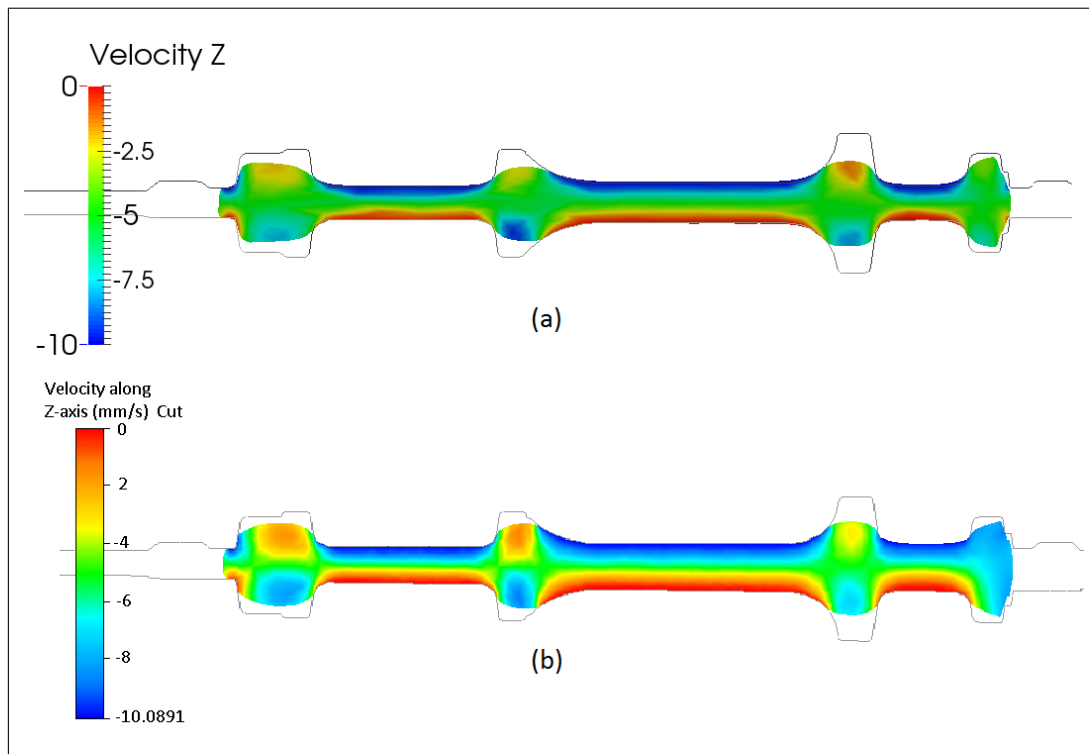 Velocity Z
0
-2.5
-5
-7.5
-10
(a)
Velocity along
Z-axis (mm/s) Cut
0
2
-4
-6
-8
-10.0891
(b)